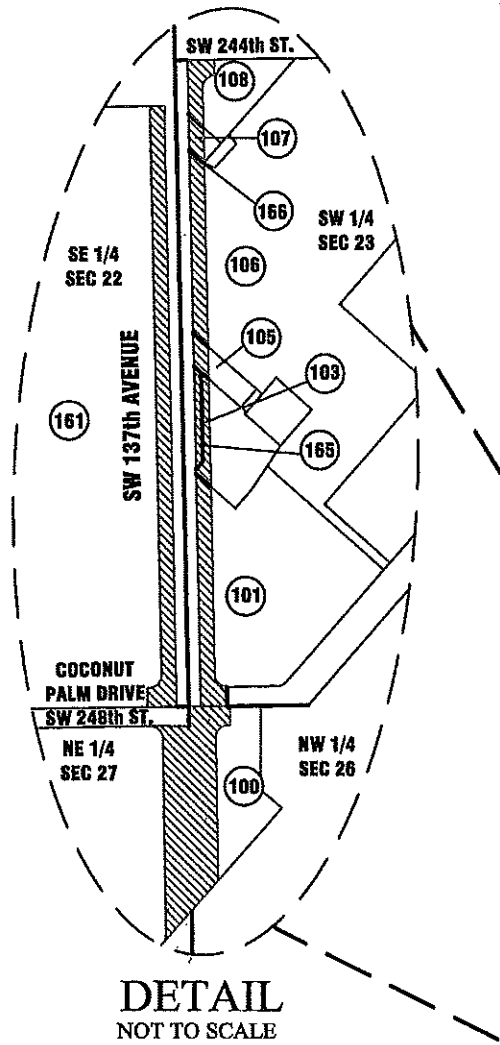 SW 244th ST.
108
107
166
SW 1/4
SEC 23
SE 1/4
SEC 22
106
105
SW 137th AVENUE
103
161
165
101
COCONUT
PALM DRIVE
SW 248th ST.
NE 1/4
SEC 27
NW 1/4
SEC 26
100
DETAIL
NOT TO SCALE